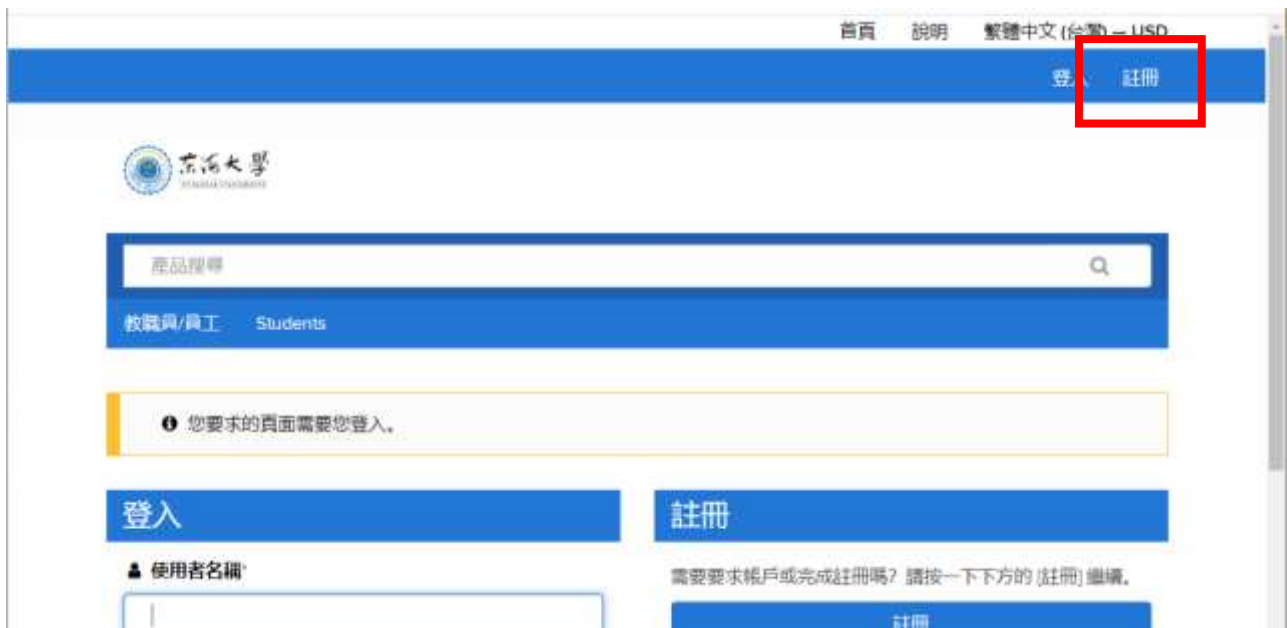 首頁 說明 繁體中文 (台灣) — USD
登入 註冊
東海大學
產品搜尋
教職員/員工 Students
您要求的頁面需要您登入。
登入
註冊
使用者名稱*
需要要求帳戶或完成註冊嗎? 請按一下下方的 [註冊] 繼續。
註冊